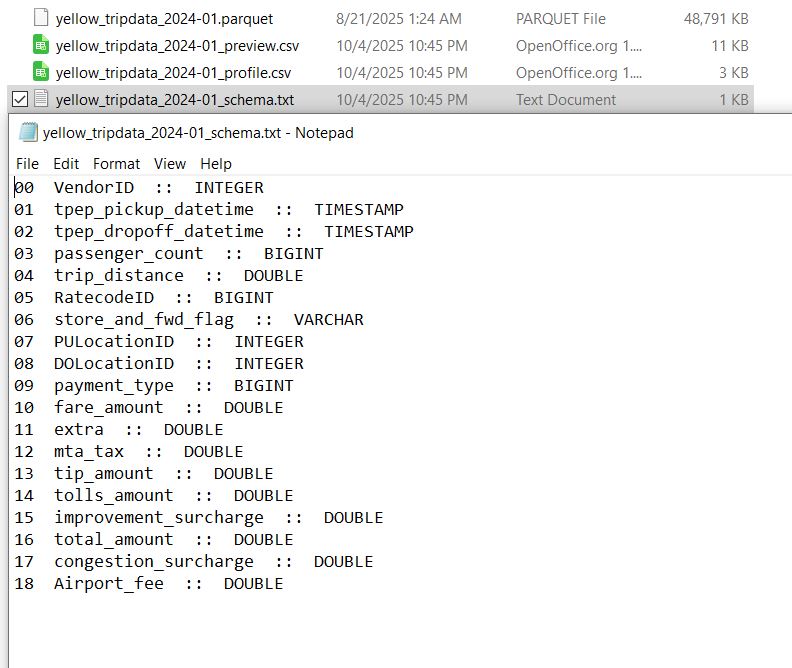 yellow_tripdata_2024-01.parquet 8/21/2025 1:24 AM PARQUET File 48,791 KB
yellow_tripdata_2024-01_preview.csv 10/4/2025 10:45 PM OpenOffice.org 1.... 11 KB
yellow_tripdata_2024-01_profile.csv 10/4/2025 10:45 PM OpenOffice.org 1.... 3 KB
yellow_tripdata_2024-01_schema.txt 10/4/2025 10:45 PM Text Document 1 KB
yellow_tripdata_2024-01_schema.txt - Notepad
File Edit Format View Help
00 VendorID :: INTEGER
01 tpep_pickup_datetime :: TIMESTAMP
02 tpep_dropoff_datetime :: TIMESTAMP
03 passenger_count :: BIGINT
04 trip_distance :: DOUBLE
05 RatecodeID :: BIGINT
06 store_and_fwd_flag :: VARCHAR
07 PULocationID :: INTEGER
08 DOLocationID :: INTEGER
09 payment_type :: BIGINT
10 fare_amount :: DOUBLE
11 extra :: DOUBLE
12 mta_tax :: DOUBLE
13 tip_amount :: DOUBLE
14 tolls_amount :: DOUBLE
15 improvement_surcharge :: DOUBLE
16 total_amount :: DOUBLE
17 congestion_surcharge :: DOUBLE
18 Airport_fee :: DOUBLE